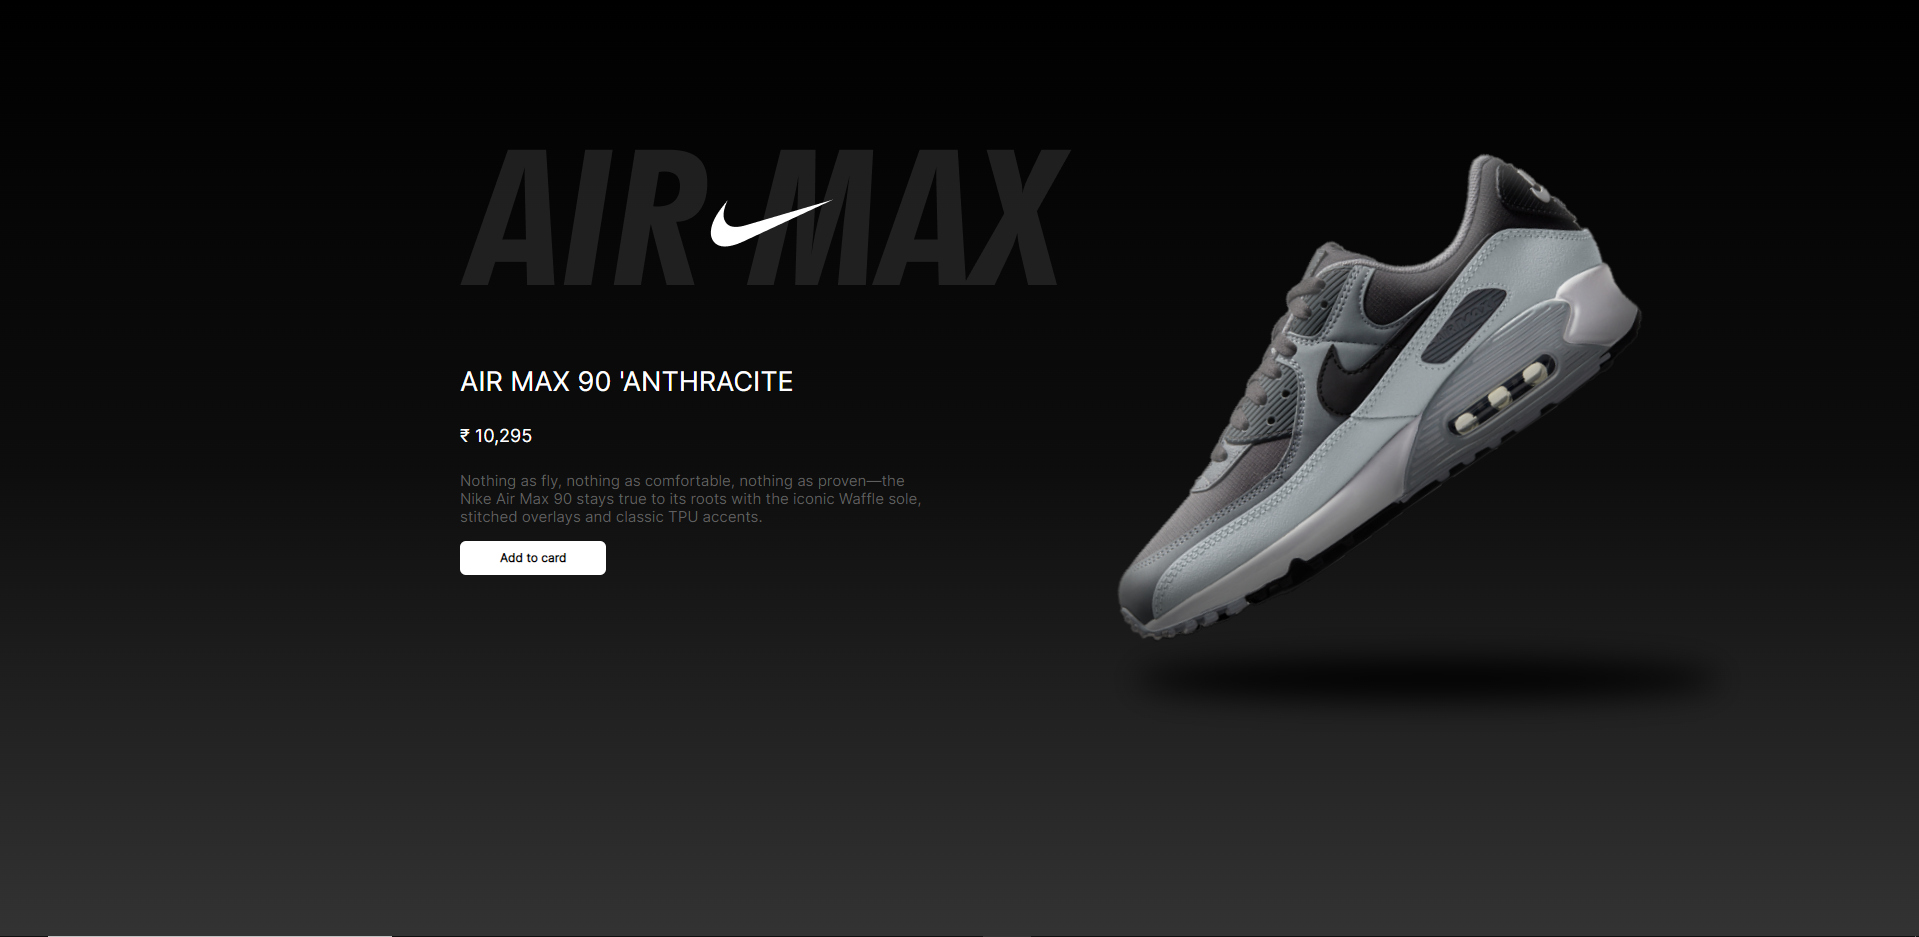 AIR MAX
AIR MAX 90 'ANTHRACITE
₹ 10,295
Nothing as fly, nothing as comfortable, nothing as proven—the
Nike Air Max 90 stays true to its roots with the iconic Waffle sole,
stitched overlays and classic TPU accents.
Add to card